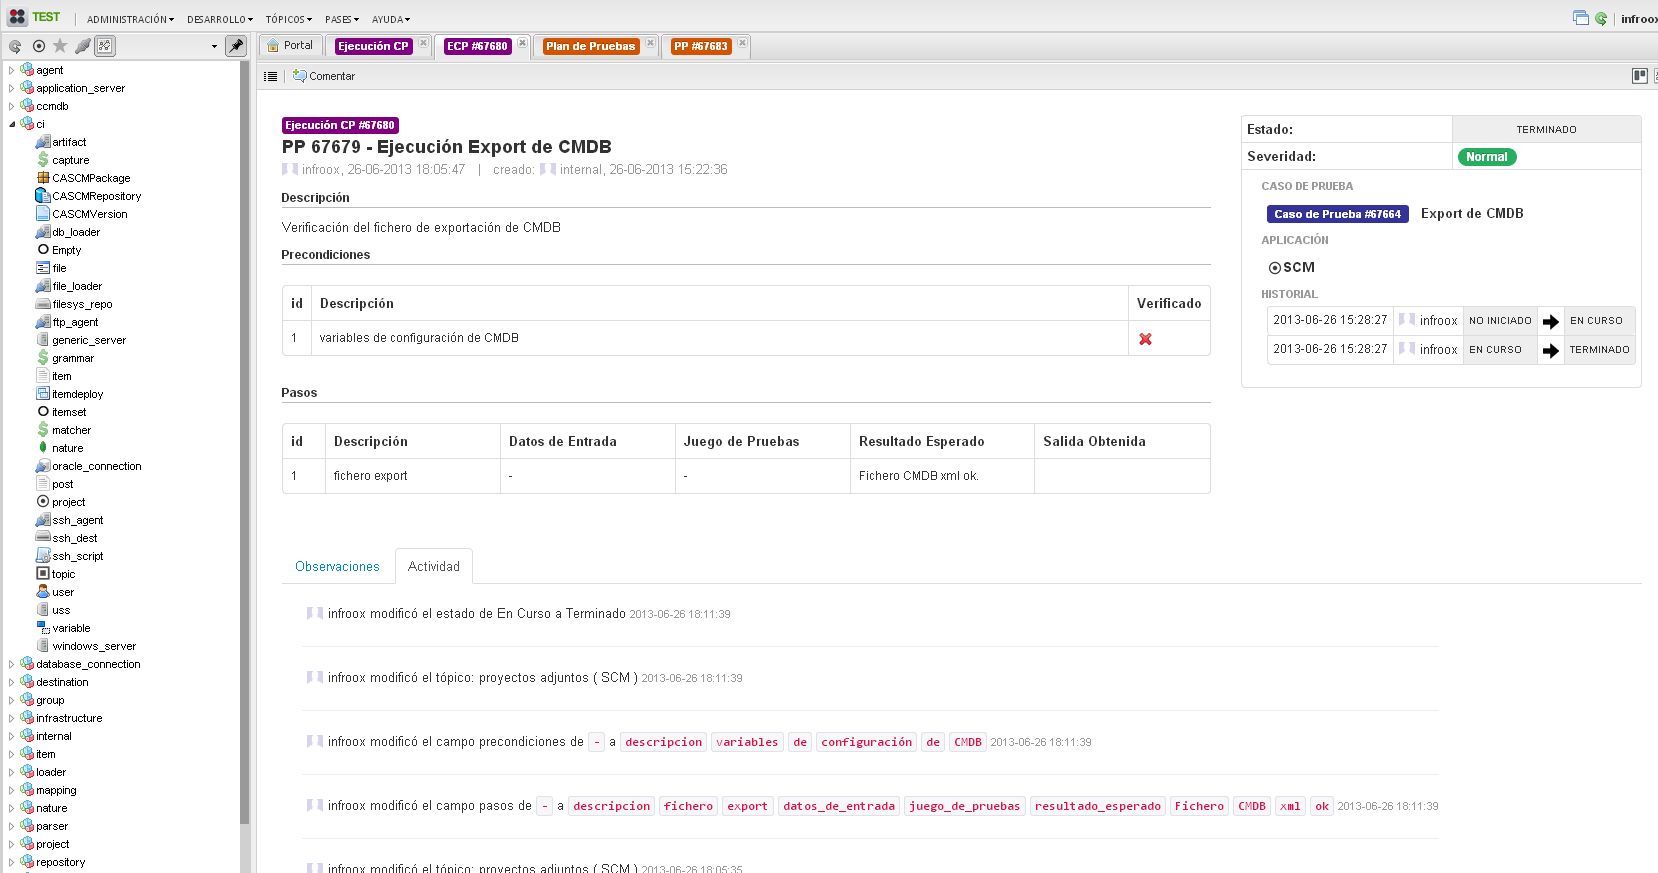 TEST
ADMINISTRACIÓN DESARROLLO TÓPICOS PASES AYUDA
infroox
Portal
Ejecución CP
ECP #67680
Plan de Pruebas
PP #67683
Comentar
agent
application_server
ccmdb
ci
artifact
capture
CASCMPackage
CASCMRepository
CASCMVersion
db_loader
Empty
file
file_loader
filesys_repo
ftp_agent
generic_server
grammar
item
itemdeploy
itemset
matcher
nature
oracle_connection
post
project
ssh_agent
ssh_dest
ssh_script
topic
user
uss
variable
windows_server
database_connection
destination
group
infrastructure
internal
item
loader
mapping
nature
parser
project
repository
Ejecución CP #67680
PP 67679 - Ejecución Export de CMDB
infroox, 26-06-2013 18:05:47 | creado: internal, 26-06-2013 15:22:36
Descripción
Verificación del fichero de exportación de CMDB
Precondiciones
id Descripción Verificado
1 variables de configuración de CMDB
Pasos
id Descripción Datos de Entrada Juego de Pruebas Resultado Esperado Salida Obtenida
1 fichero export - - Fichero CMDB xml ok.
Estado: TERMINADO
Severidad: Normal
CASO DE PRUEBA
Caso de Prueba #67664 Export de CMDB
APLICACIÓN
SCM
HISTORIAL
2013-06-26 15:28:27 infroox NO INICIADO EN CURSO
2013-06-26 15:28:27 infroox EN CURSO TERMINADO
Observaciones Actividad
infroox modificó el estado de En Curso a Terminado 2013-06-26 18:11:39
infroox modificó el tópico: proyectos adjuntos ( SCM ) 2013-06-26 18:11:39
infroox modificó el campo precondiciones de - a descripcion variables de configuración de CMDB 2013-06-26 18:11:39
infroox modificó el campo pasos de - a descripcion fichero export datos_de_entrada juego_de_pruebas resultado_esperado Fichero CMDB xml ok 2013-06-26 18:11:39
infroox modificó el tópico: proyectos adjuntos ( SCM ) 2013-06-26 18:05:35